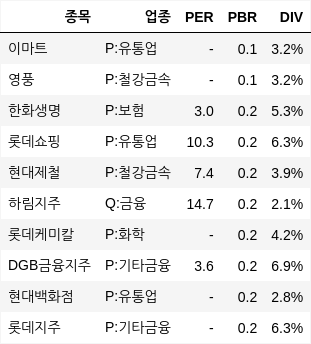 종목 업종 PER PBR DIV
이마트 P:유통업 - 0.1 3.2%
영풍 P:철강금속 - 0.1 3.2%
한화생명 P:보험 3.0 0.2 5.3%
롯데쇼핑 P:유통업 10.3 0.2 6.3%
현대제철 P:철강금속 7.4 0.2 3.9%
하림지주 Q:금융 14.7 0.2 2.1%
롯데케미칼 P:화학 - 0.2 4.2%
DGB금융지주 P:기타금융 3.6 0.2 6.9%
현대백화점 P:유통업 - 0.2 2.8%
롯데지주 P:기타금융 - 0.2 6.3%